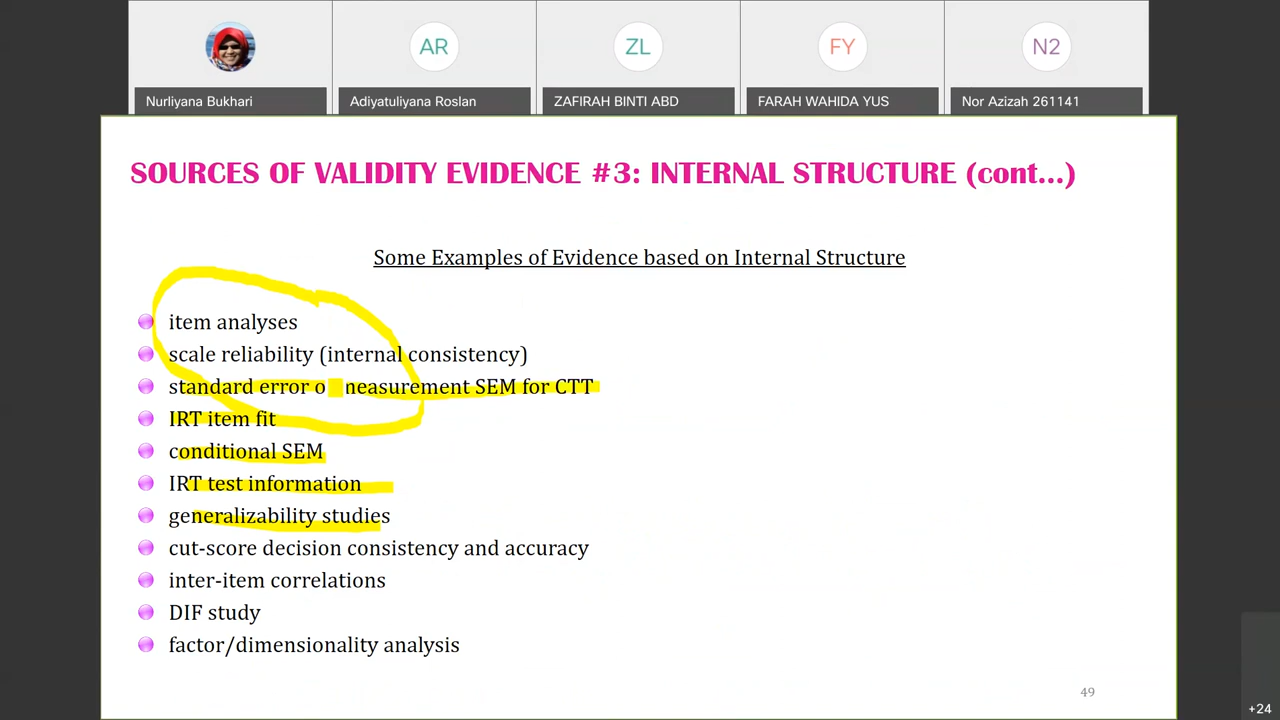 AR
ZL
FY
N2
Nurliyana Bukhari
Adiyatuliyana Roslan
ZAFIRAH BINTI ABD
FARAH WAHIDA YUS
Nor Azizah 261141
SOURCES OF VALIDITY EVIDENCE #3: INTERNAL STRUCTURE (cont...)
Some Examples of Evidence based on Internal Structure
item analyses
scale reliability (internal consistency)
standard error o measurement SEM for CTT
IRT item fit
conditional SEM
IRT test information
generalizability studies
cut-score decision consistency and accuracy
inter-item correlations
DIF study
factor/dimensionality analysis
49
+24